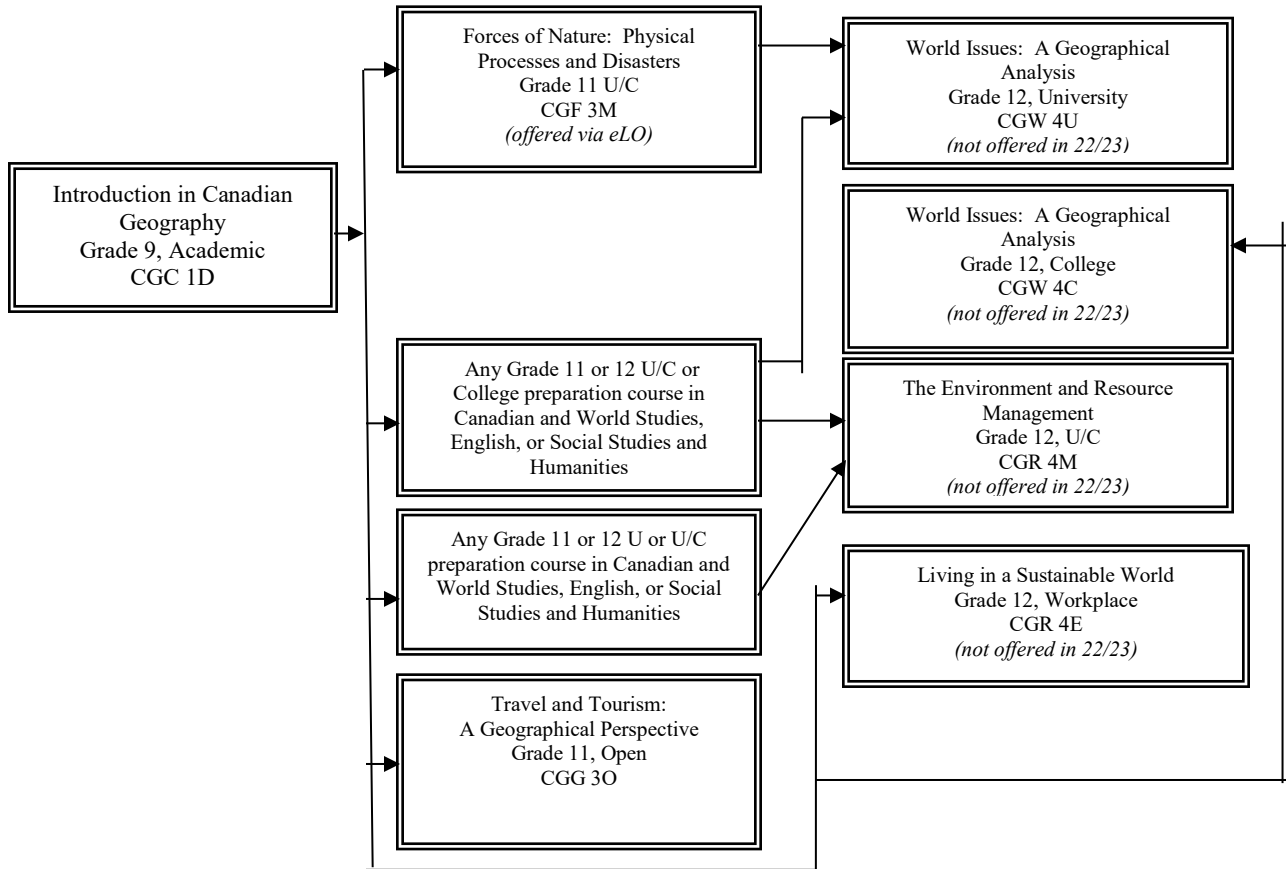 Introduction in Canadian
Geography
Grade 9, Academic
CGC 1D
Forces of Nature:  Physical
Processes and Disasters
Grade 11 U/C
CGF 3M
(offered via eLO)
Any Grade 11 or 12 U/C or
College preparation course in
Canadian and World Studies,
English, or Social Studies and
Humanities
Any Grade 11 or 12 U or U/C
preparation course in Canadian and
World Studies, English, or Social
Studies and Humanities
Travel and Tourism:
A Geographical Perspective
Grade 11, Open
CGG 3O
World Issues:  A Geographical
Analysis
Grade 12, University
CGW 4U
(not offered in 22/23)
World Issues:  A Geographical
Analysis
Grade 12, College
CGW 4C
(not offered in 22/23)
The Environment and Resource
Management
Grade 12, U/C
CGR 4M
(not offered in 22/23)
Living in a Sustainable World
Grade 12, Workplace
CGR 4E
(not offered in 22/23)